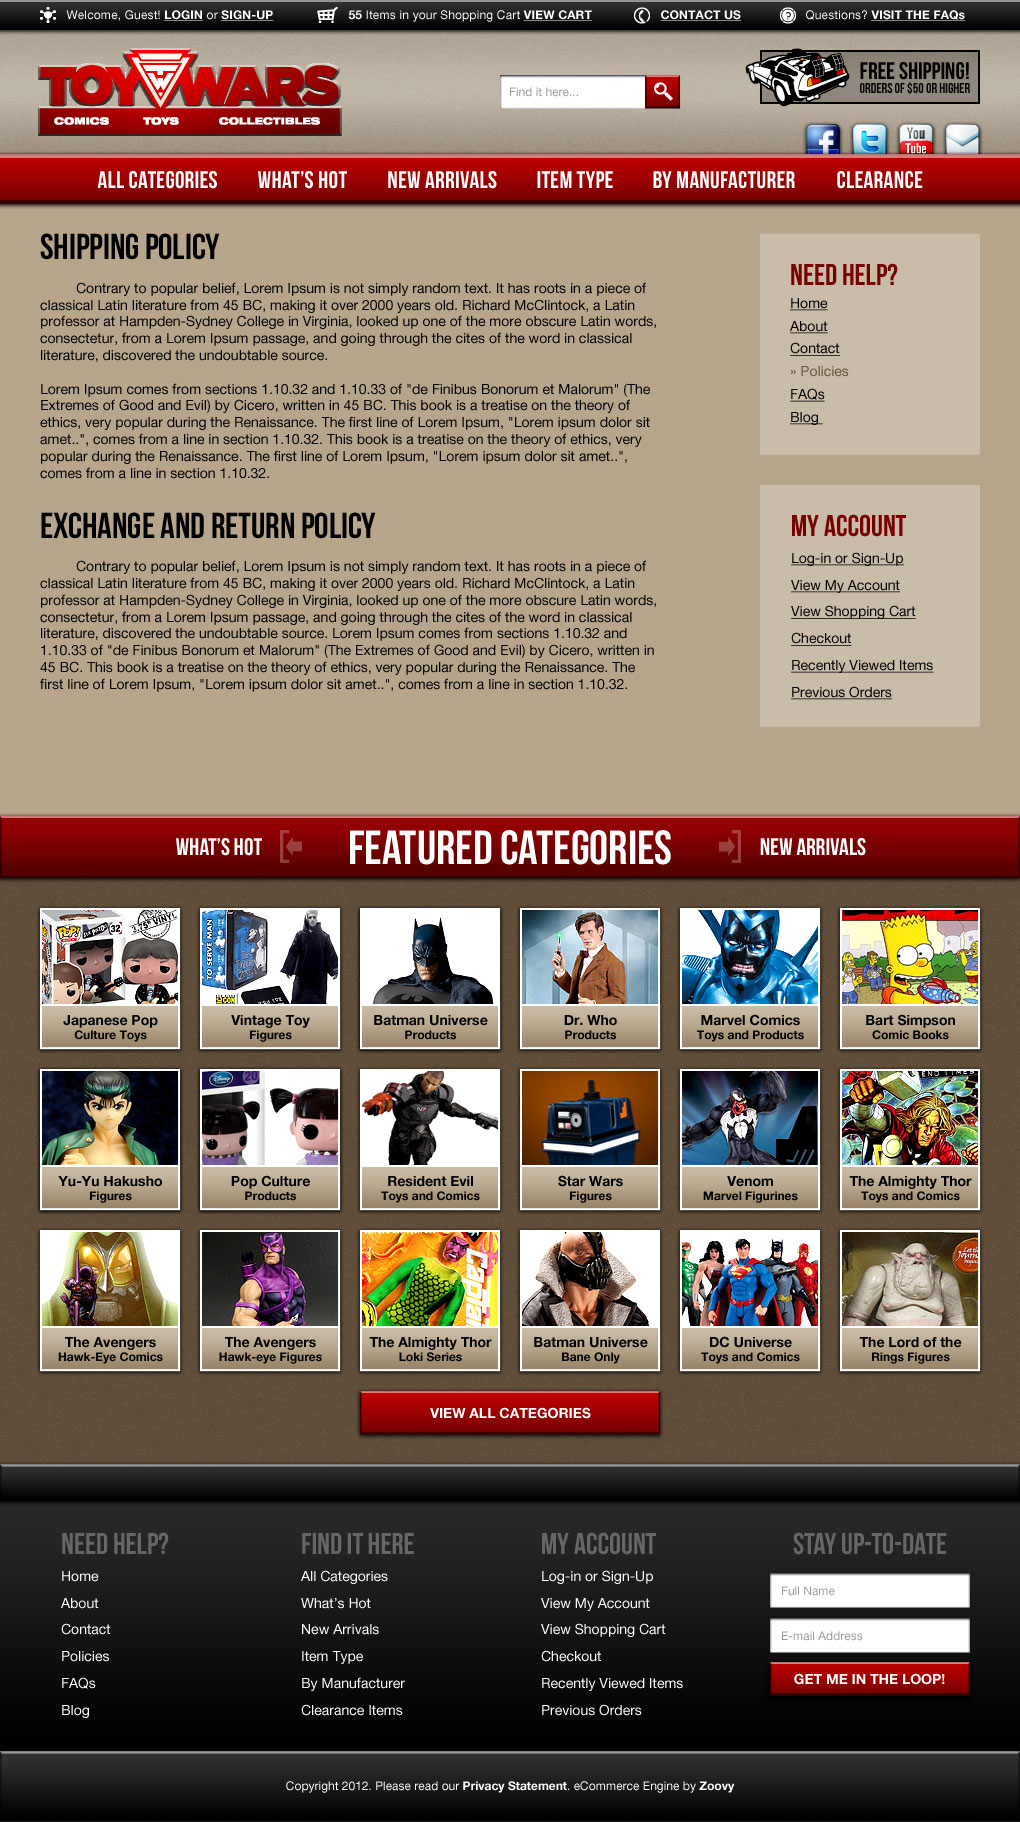 Welcome, Guest! LOGIN or SIGN-UP
55 Items in your Shopping Cart VIEW CART
CONTACT US
Questions? VISIT THE FAQs
TOY WARS
COMICS TOYS COLLECTIBLES
Find it here...
FREE SHIPPING!
ORDERS OF $50 OR HIGHER
f
t
You
Tube
ALL CATEGORIES
WHAT'S HOT
NEW ARRIVALS
ITEM TYPE
BY MANUFACTURER
CLEARANCE
SHIPPING POLICY
Contrary to popular belief, Lorem Ipsum is not simply random text. It has roots in a piece of
classical Latin literature from 45 BC, making it over 2000 years old. Richard McClintock, a Latin
professor at Hampden-Sydney College in Virginia, looked up one of the more obscure Latin words,
consectetur, from a Lorem Ipsum passage, and going through the cites of the word in classical
literature, discovered the undoubtable source.
Lorem Ipsum comes from sections 1.10.32 and 1.10.33 of "de Finibus Bonorum et Malorum" (The
Extremes of Good and Evil) by Cicero, written in 45 BC. This book is a treatise on the theory of
ethics, very popular during the Renaissance. The first line of Lorem Ipsum, "Lorem ipsum dolor sit
amet..", comes from a line in section 1.10.32. This book is a treatise on the theory of ethics, very
popular during the Renaissance. The first line of Lorem Ipsum, "Lorem ipsum dolor sit amet..",
comes from a line in section 1.10.32.
EXCHANGE AND RETURN POLICY
Contrary to popular belief, Lorem Ipsum is not simply random text. It has roots in a piece of
classical Latin literature from 45 BC, making it over 2000 years old. Richard McClintock, a Latin
professor at Hampden-Sydney College in Virginia, looked up one of the more obscure Latin words,
consectetur, from a Lorem Ipsum passage, and going through the cites of the word in classical
literature, discovered the undoubtable source. Lorem Ipsum comes from sections 1.10.32 and
1.10.33 of "de Finibus Bonorum et Malorum" (The Extremes of Good and Evil) by Cicero, written in
45 BC. This book is a treatise on the theory of ethics, very popular during the Renaissance. The
first line of Lorem Ipsum, "Lorem ipsum dolor sit amet..", comes from a line in section 1.10.32.
NEED HELP?
Home
About
Contact
» Policies
FAQs
Blog
MY ACCOUNT
Log-in or Sign-Up
View My Account
View Shopping Cart
Checkout
Recently Viewed Items
Previous Orders
WHAT'S HOT
FEATURED CATEGORIES
NEW ARRIVALS
POP!
32
VINYL
TO SERVE MAN
Japanese Pop
Culture Toys
Vintage Toy
Figures
Batman Universe
Products
Dr. Who
Products
Marvel Comics
Toys and Products
Bart Simpson
Comic Books
Disney
20
N7
END TIMES
Yu-Yu Hakusho
Figures
Pop Culture
Products
Resident Evil
Toys and Comics
Star Wars
Figures
Venom
Marvel Figurines
The Almighty Thor
Toys and Comics
Captain
Journey
The Avengers
Hawk-Eye Comics
The Avengers
Hawk-eye Figures
The Almighty Thor
Loki Series
Batman Universe
Bane Only
DC Universe
Toys and Comics
The Lord of the
Rings Figures
VIEW ALL CATEGORIES
NEED HELP?
Home
About
Contact
Policies
FAQs
Blog
FIND IT HERE
All Categories
What's Hot
New Arrivals
Item Type
By Manufacturer
Clearance Items
MY ACCOUNT
Log-in or Sign-Up
View My Account
View Shopping Cart
Checkout
Recently Viewed Items
Previous Orders
STAY UP-TO-DATE
Full Name
E-mail Address
GET ME IN THE LOOP!
Copyright 2012. Please read our Privacy Statement. eCommerce Engine by Zoovy